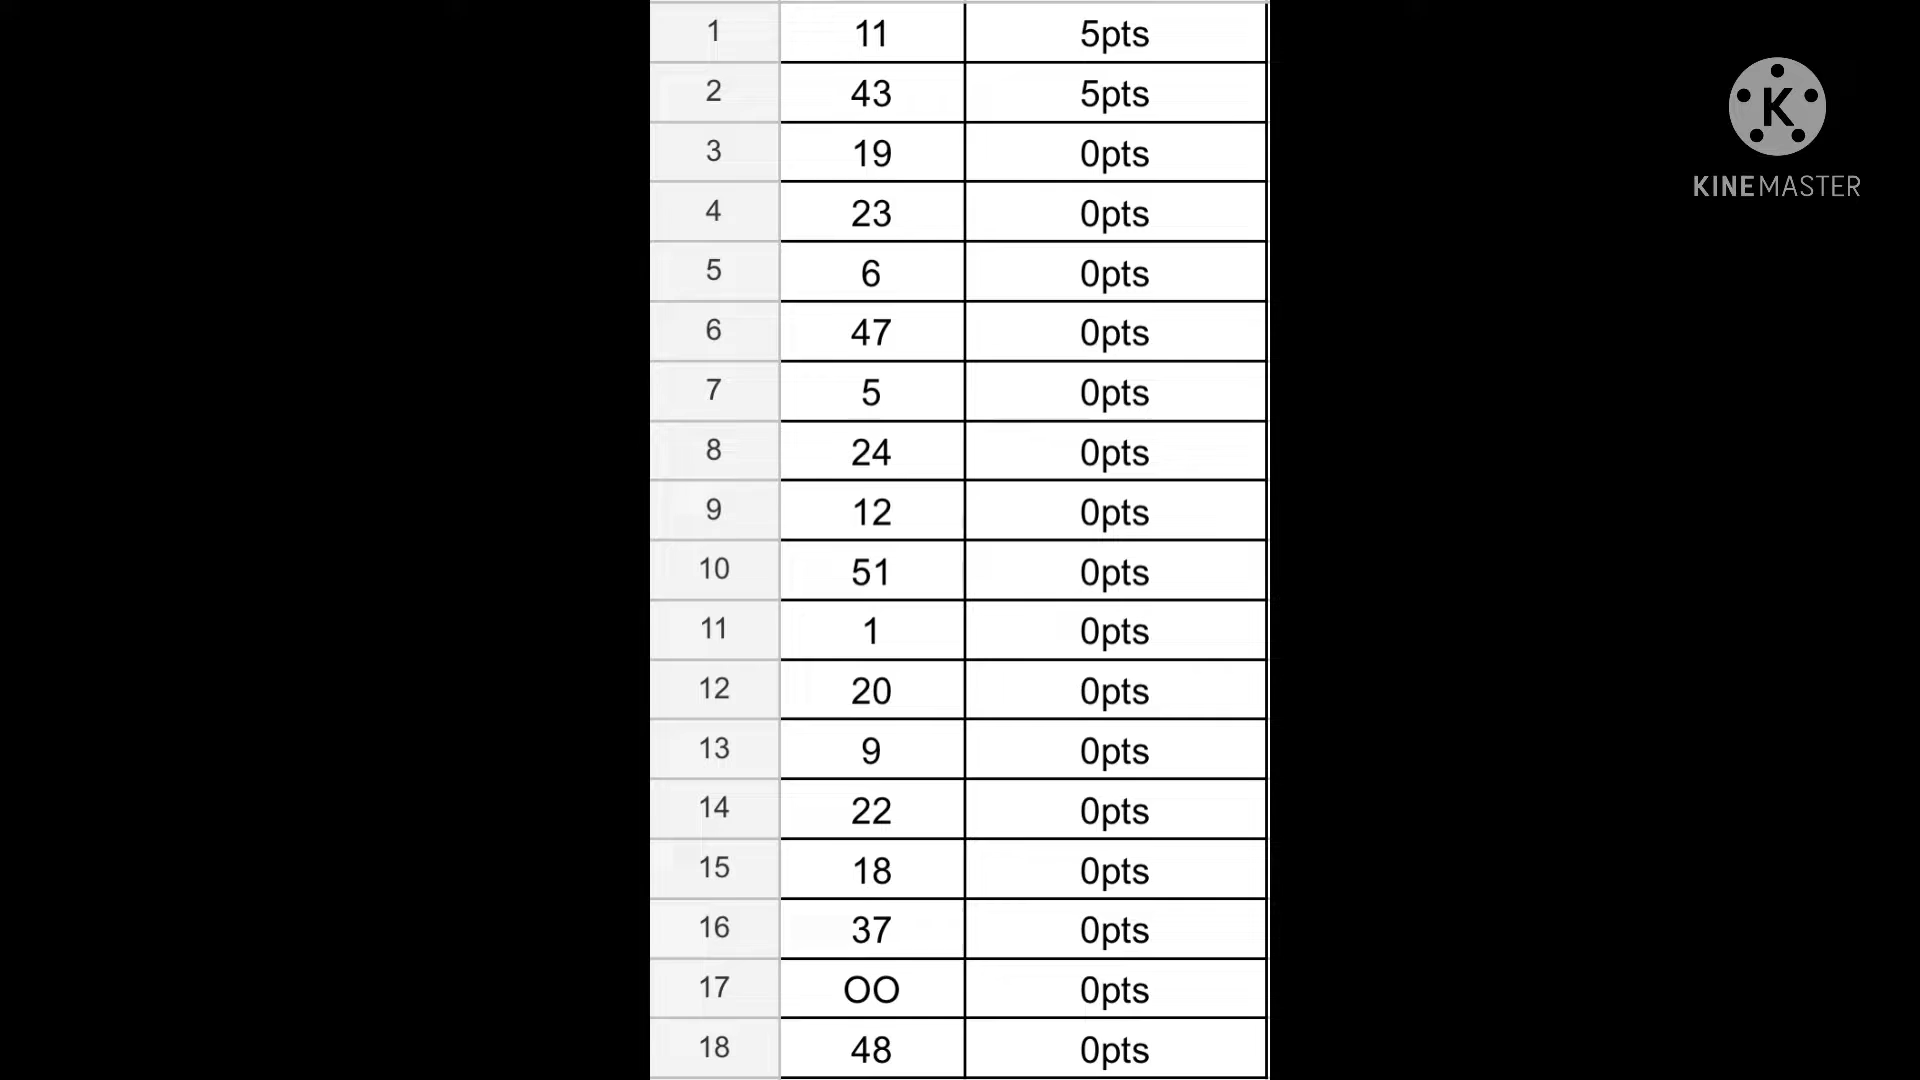 1 11 5pts
2 43 5pts
3 19 0pts
4 23 0pts
5 6 0pts
6 47 0pts
7 5 0pts
8 24 0pts
9 12 0pts
10 51 0pts
11 1 0pts
12 20 0pts
13 9 0pts
14 22 0pts
15 18 0pts
16 37 0pts
17 OO 0pts
18 48 0pts
K
KINEMASTER